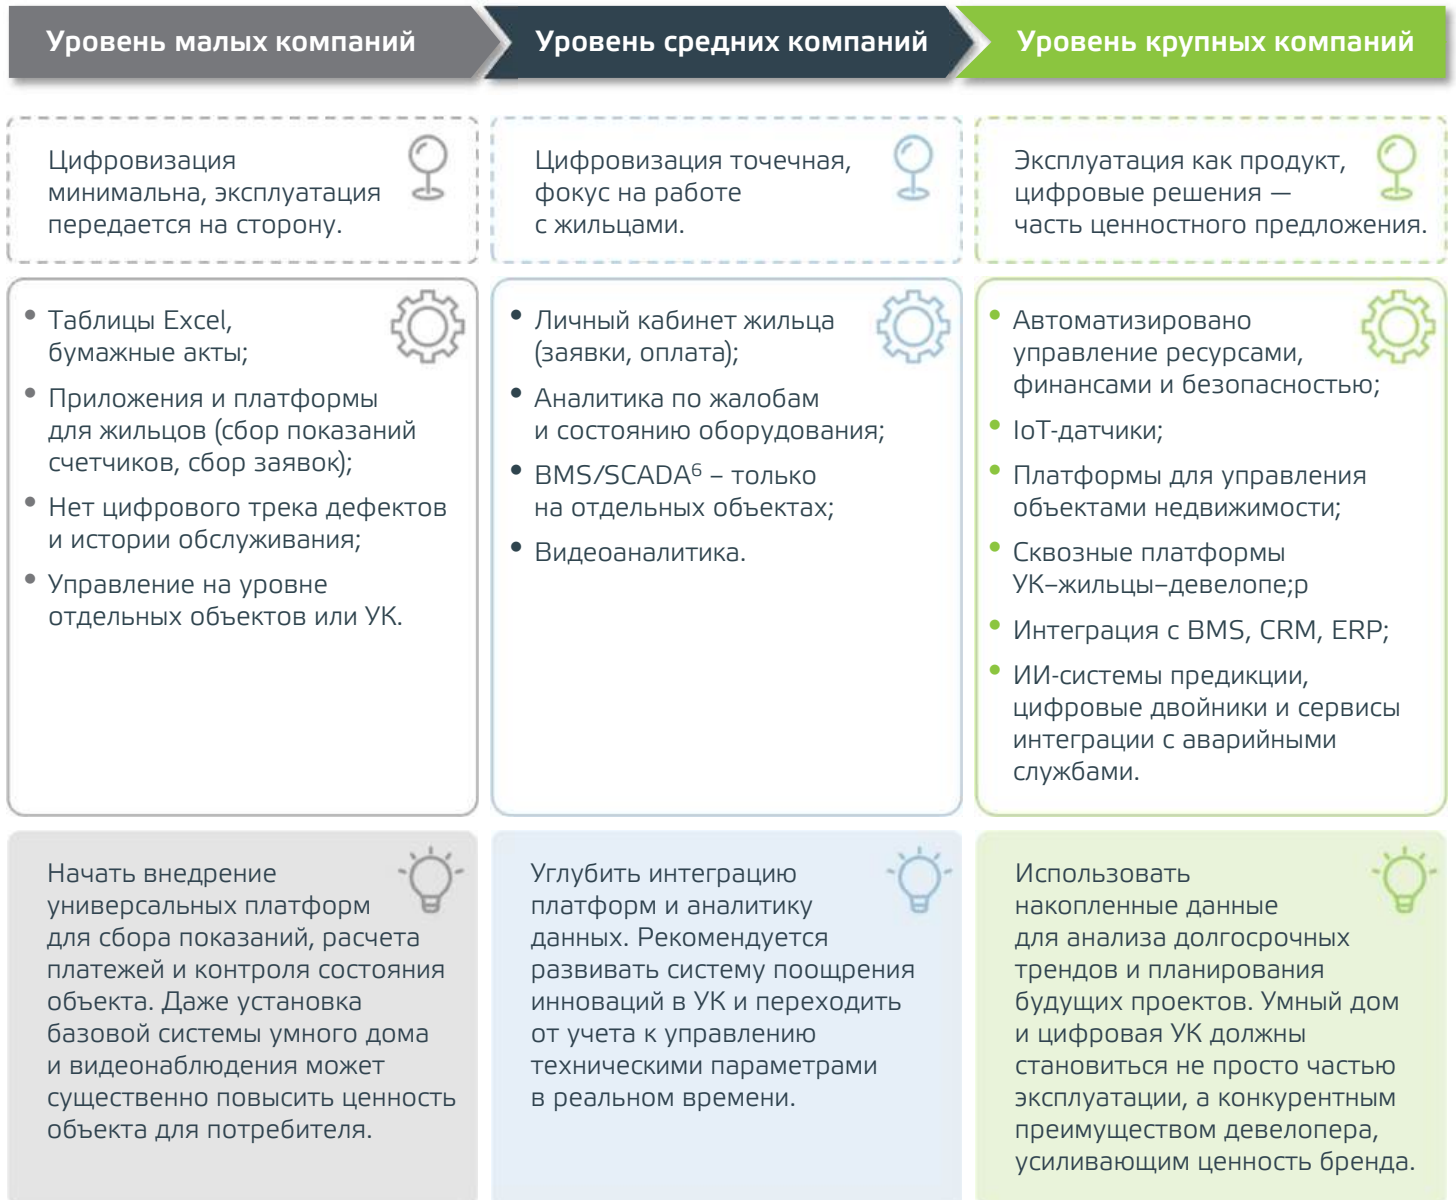 Уровень малых компаний
Уровень средних компаний
Уровень крупных компаний
Цифровизация
минимальна, эксплуатация
передается на сторону.
Цифровизация точечная,
фокус на работе
с жильцами.
Эксплуатация как продукт,
цифровые решения —
часть ценностного предложения.
• Таблицы Excel,
бумажные акты;
• Приложения и платформы
для жильцов (сбор показаний
счетчиков, сбор заявок);
• Нет цифрового трека дефектов
и истории обслуживания;
• Управление на уровне
отдельных объектов или УК.
• Личный кабинет жильца
(заявки, оплата);
• Аналитика по жалобам
и состоянию оборудования;
• BMS/SCADA⁶ – только
на отдельных объектах;
• Видеоаналитика.
• Автоматизировано
управление ресурсами,
финансами и безопасностью;
• IoT-датчики;
• Платформы для управления
объектами недвижимости;
• Сквозные платформы
УК–жильцы–девелопе;р
• Интеграция с BMS, CRM, ERP;
• ИИ-системы предикции,
цифровые двойники и сервисы
интеграции с аварийными
службами.
Начать внедрение
универсальных платформ
для сбора показаний, расчета
платежей и контроля состояния
объекта. Даже установка
базовой системы умного дома
и видеонаблюдения может
существенно повысить ценность
объекта для потребителя.
Углубить интеграцию
платформ и аналитику
данных. Рекомендуется
развивать систему поощрения
инноваций в УК и переходить
от учета к управлению
техническими параметрами
в реальном времени.
Использовать
накопленные данные
для анализа долгосрочных
трендов и планирования
будущих проектов. Умный дом
и цифровая УК должны
становиться не просто частью
эксплуатации, а конкурентным
преимуществом девелопера,
усиливающим ценность бренда.